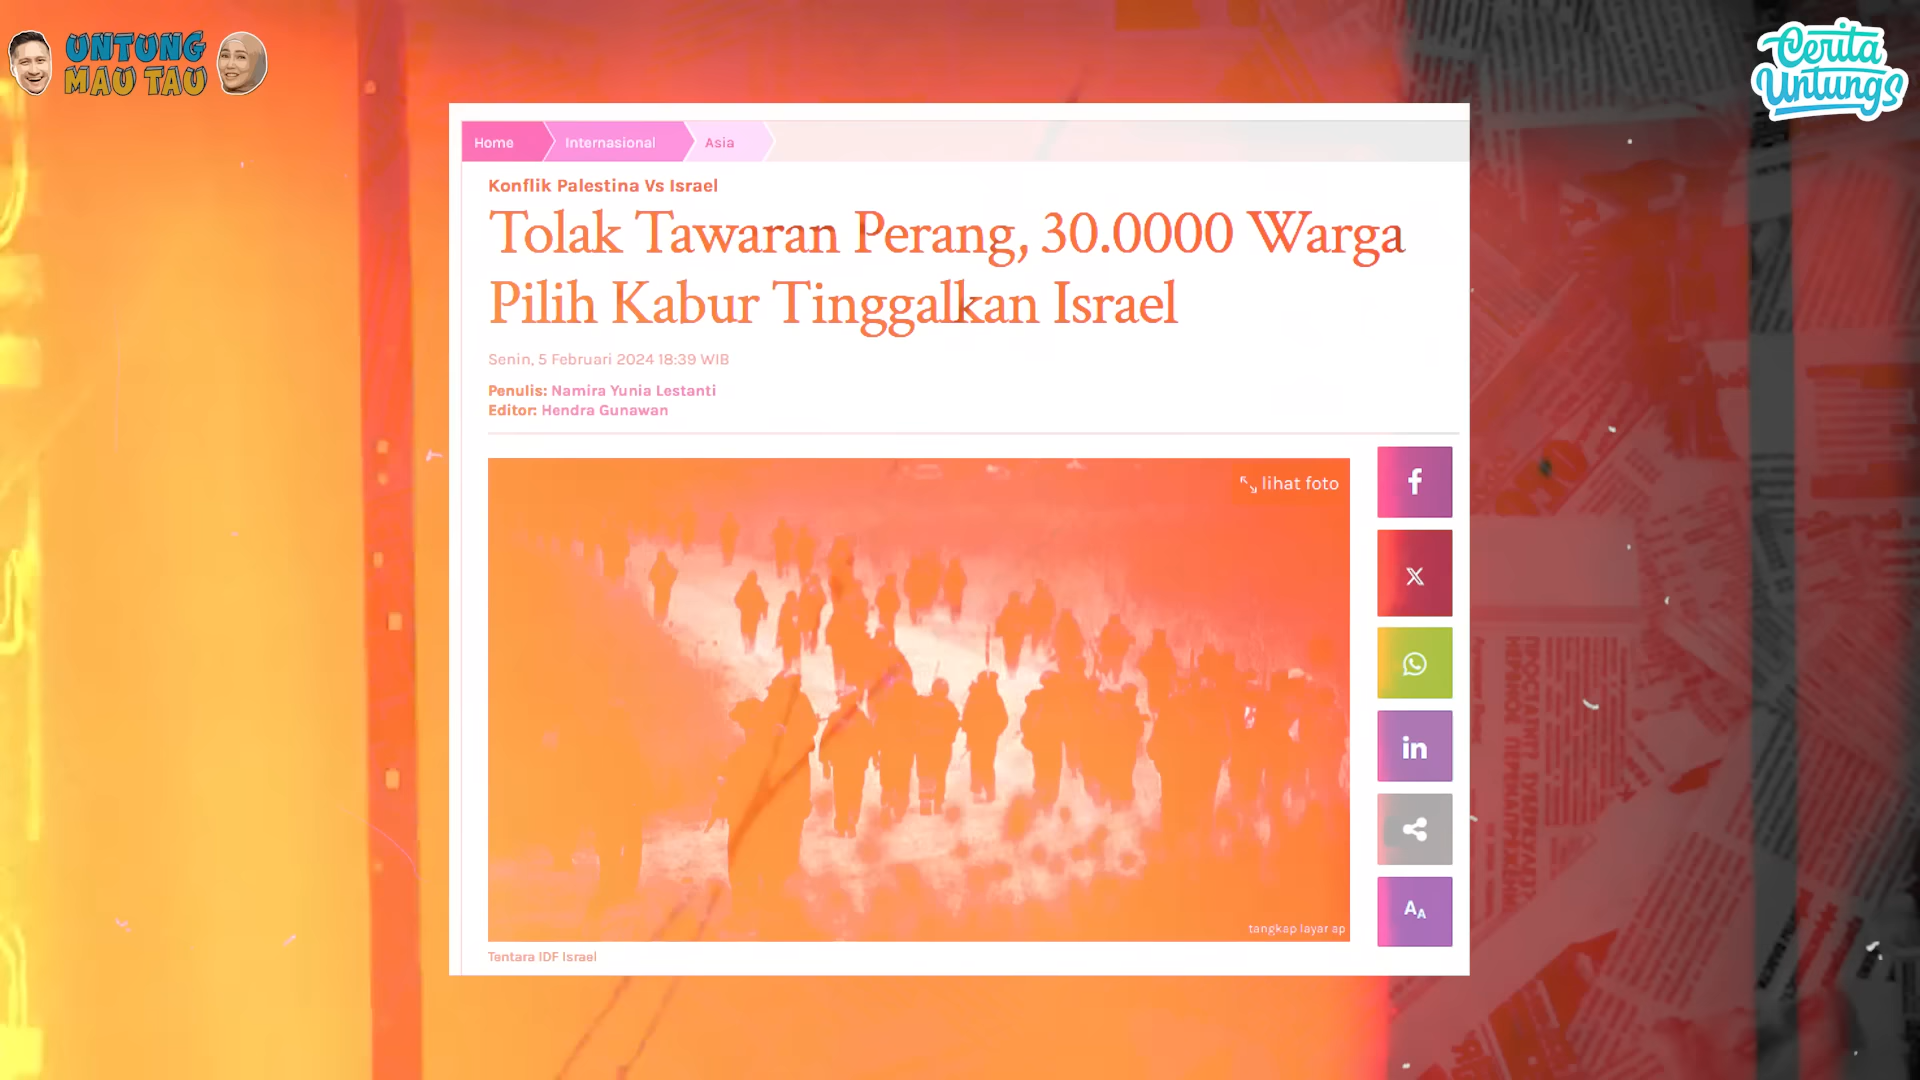 UNTUNG
MAU TAU
Cerita
Untungs
Home
Internasional
Asia
Konflik Palestina Vs Israel
Tolak Tawaran Perang, 30.0000 Warga
Pilih Kabur Tinggalkan Israel
Senin, 5 Februari 2024 18:39 WIB
Penulis: Namira Yunia Lestanti
Editor: Hendra Gunawan
lihat foto
f
X
in
AA
tangkap layar ap
Tentara IDF Israel